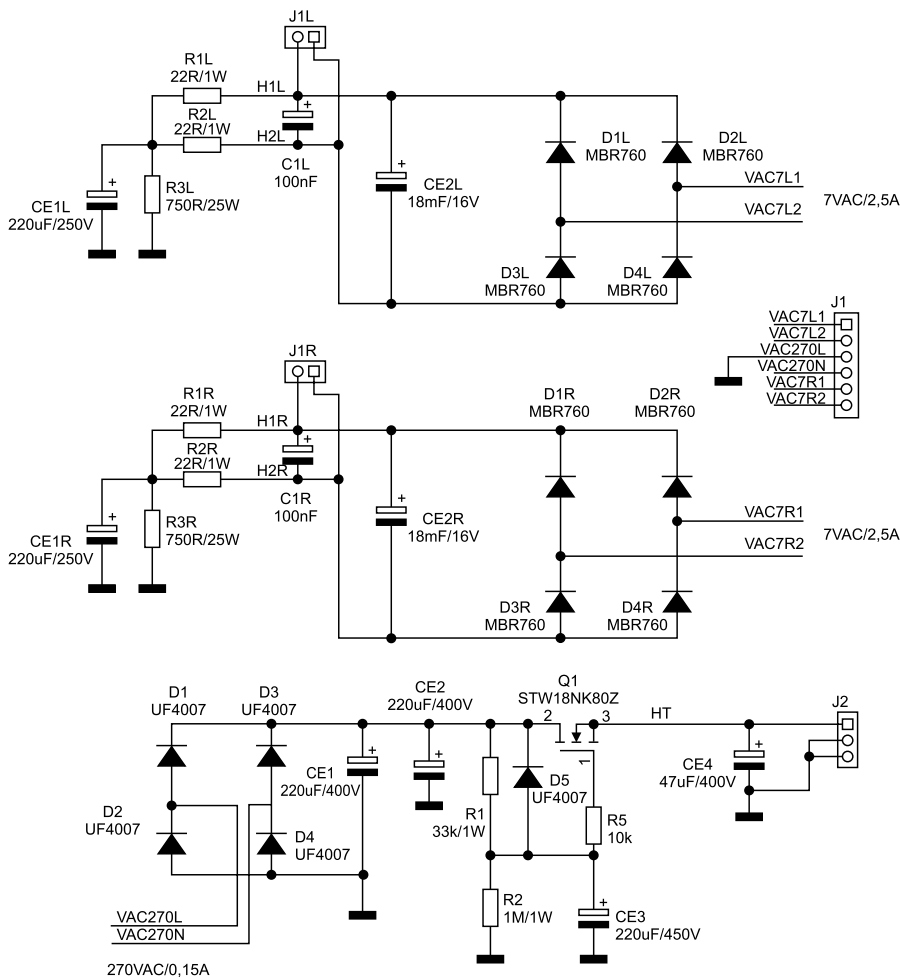 J1L
R1L
22R/1W
H1L
R2L
22R/1W
H2L
C1L
100nF
R3L
750R/25W
CE1L
220uF/250V
CE2L
18mF/16V
D1L
MBR760
D2L
MBR760
VAC7L1
7VAC/2,5A
VAC7L2
D3L
MBR760
D4L
MBR760
J1
VAC7L1
VAC7L2
VAC270L
VAC270N
VAC7R1
VAC7R2
J1R
R1R
22R/1W
H1R
R2R
22R/1W
H2R
C1R
100nF
R3R
750R/25W
CE1R
220uF/250V
CE2R
18mF/16V
D1R
MBR760
D2R
MBR760
VAC7R1
7VAC/2,5A
VAC7R2
D3R
MBR760
D4R
MBR760
D1
UF4007
D3
UF4007
CE2
220uF/400V
Q1
STW18NK80Z
2
3
1
HT
J2
CE1
220uF/400V
D5
UF4007
CE4
47uF/400V
R1
33k/1W
R5
10k
D2
UF4007
D4
UF4007
R2
1M/1W
CE3
220uF/450V
VAC270L
VAC270N
270VAC/0,15A